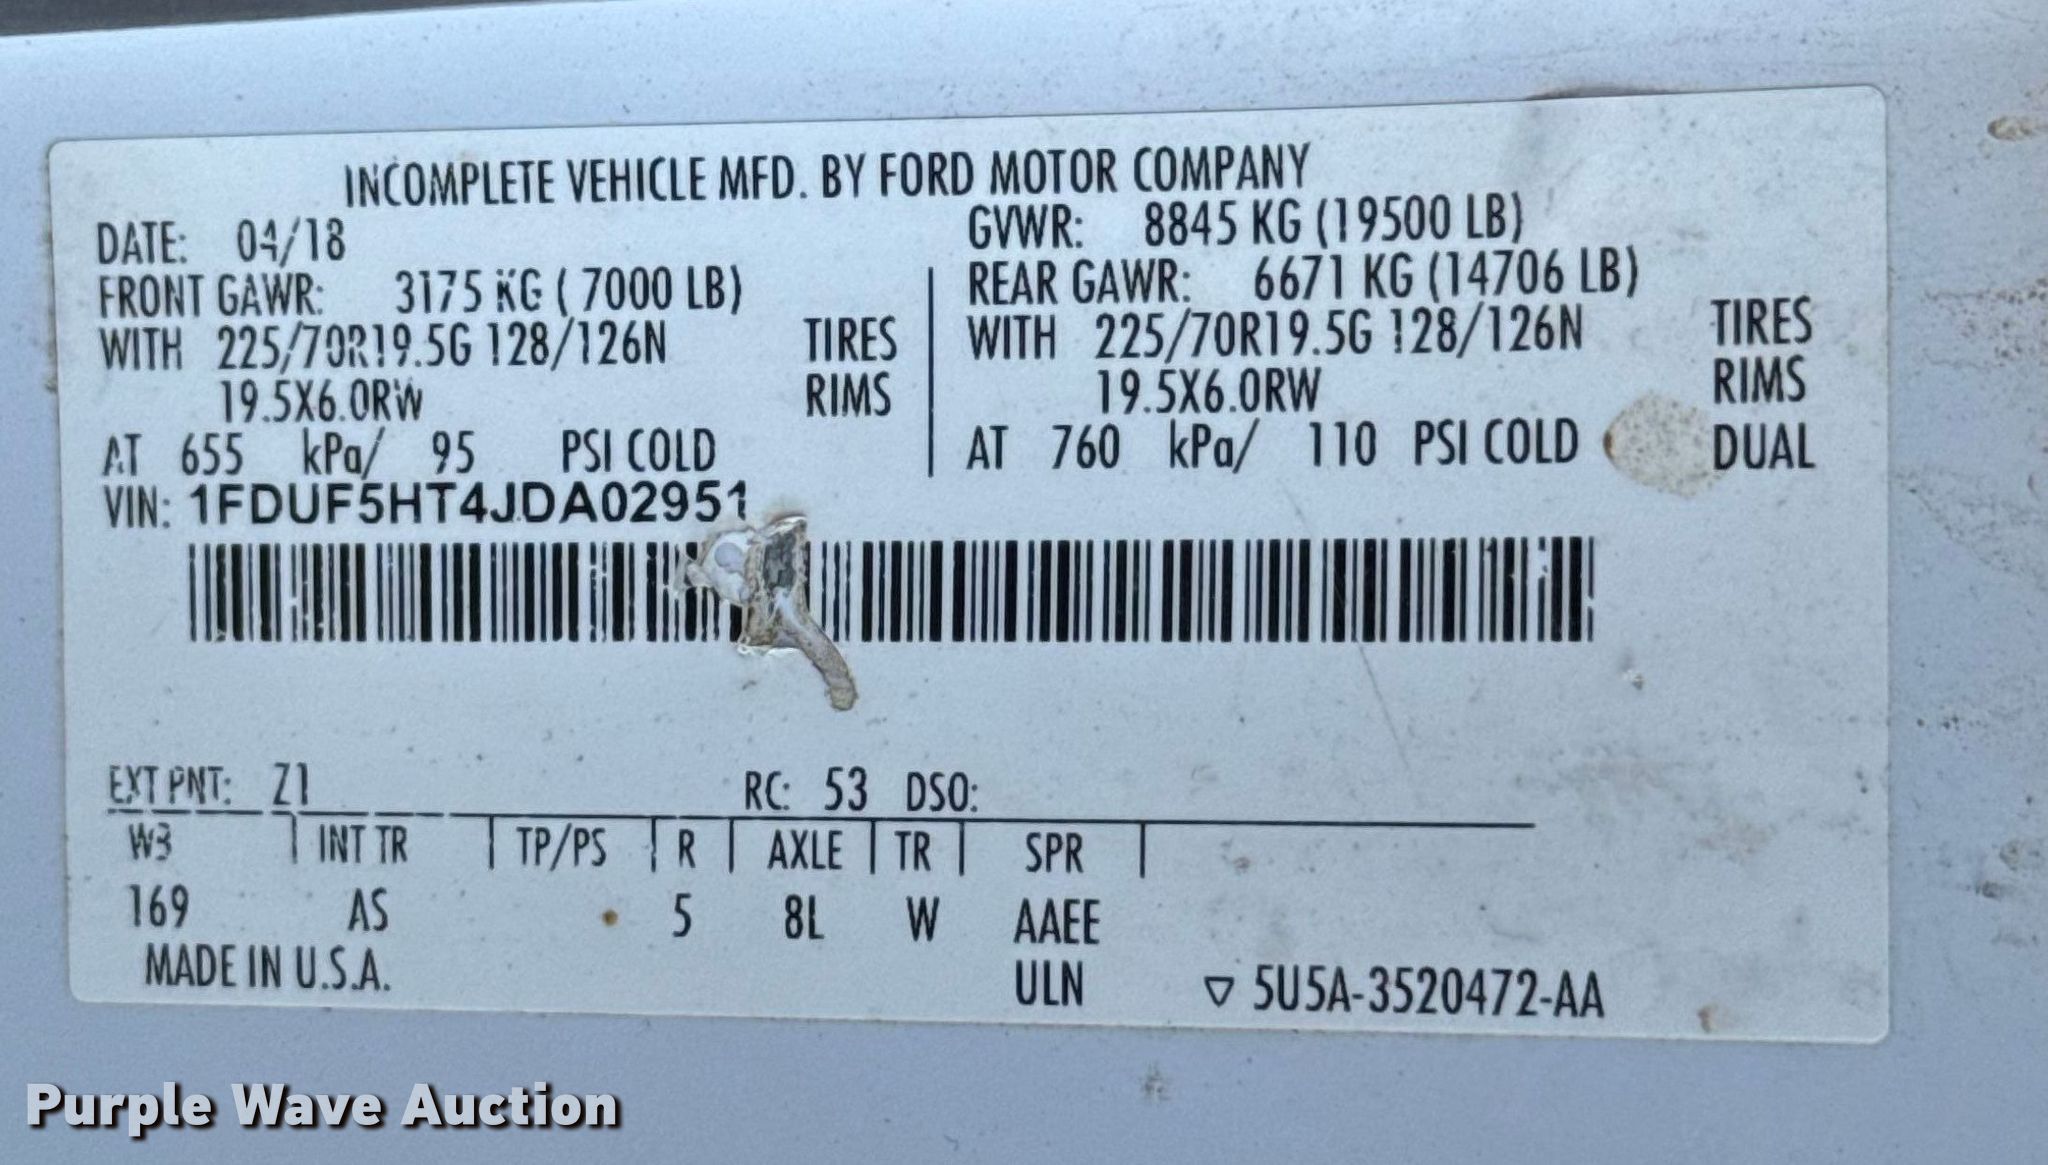 INCOMPLETE VEHICLE MFD. BY FORD MOTOR COMPANY
DATE: 04/18 GVWR: 8845 KG (19500 LB)
FRONT GAWR: 3175 KG ( 7000 LB) REAR GAWR: 6671 KG (14706 LB)
WITH 225/70R19.5G 128/126N TIRES WITH 225/70R19.5G 128/126N TIRES
19.5X6.0RW RIMS 19.5X6.0RW RIMS
AT 655 kPa/ 95 PSI COLD AT 760 kPa/ 110 PSI COLD DUAL
VIN: 1FDUF5HT4JDA02951
EXT PNT: Z1 RC: 53 DSO:
WB INT TR TP/PS R AXLE TR SPR
169 AS 5 8L W AAEE
MADE IN U.S.A. ULN ▽ 5U5A-3520472-AA
Purple Wave Auction